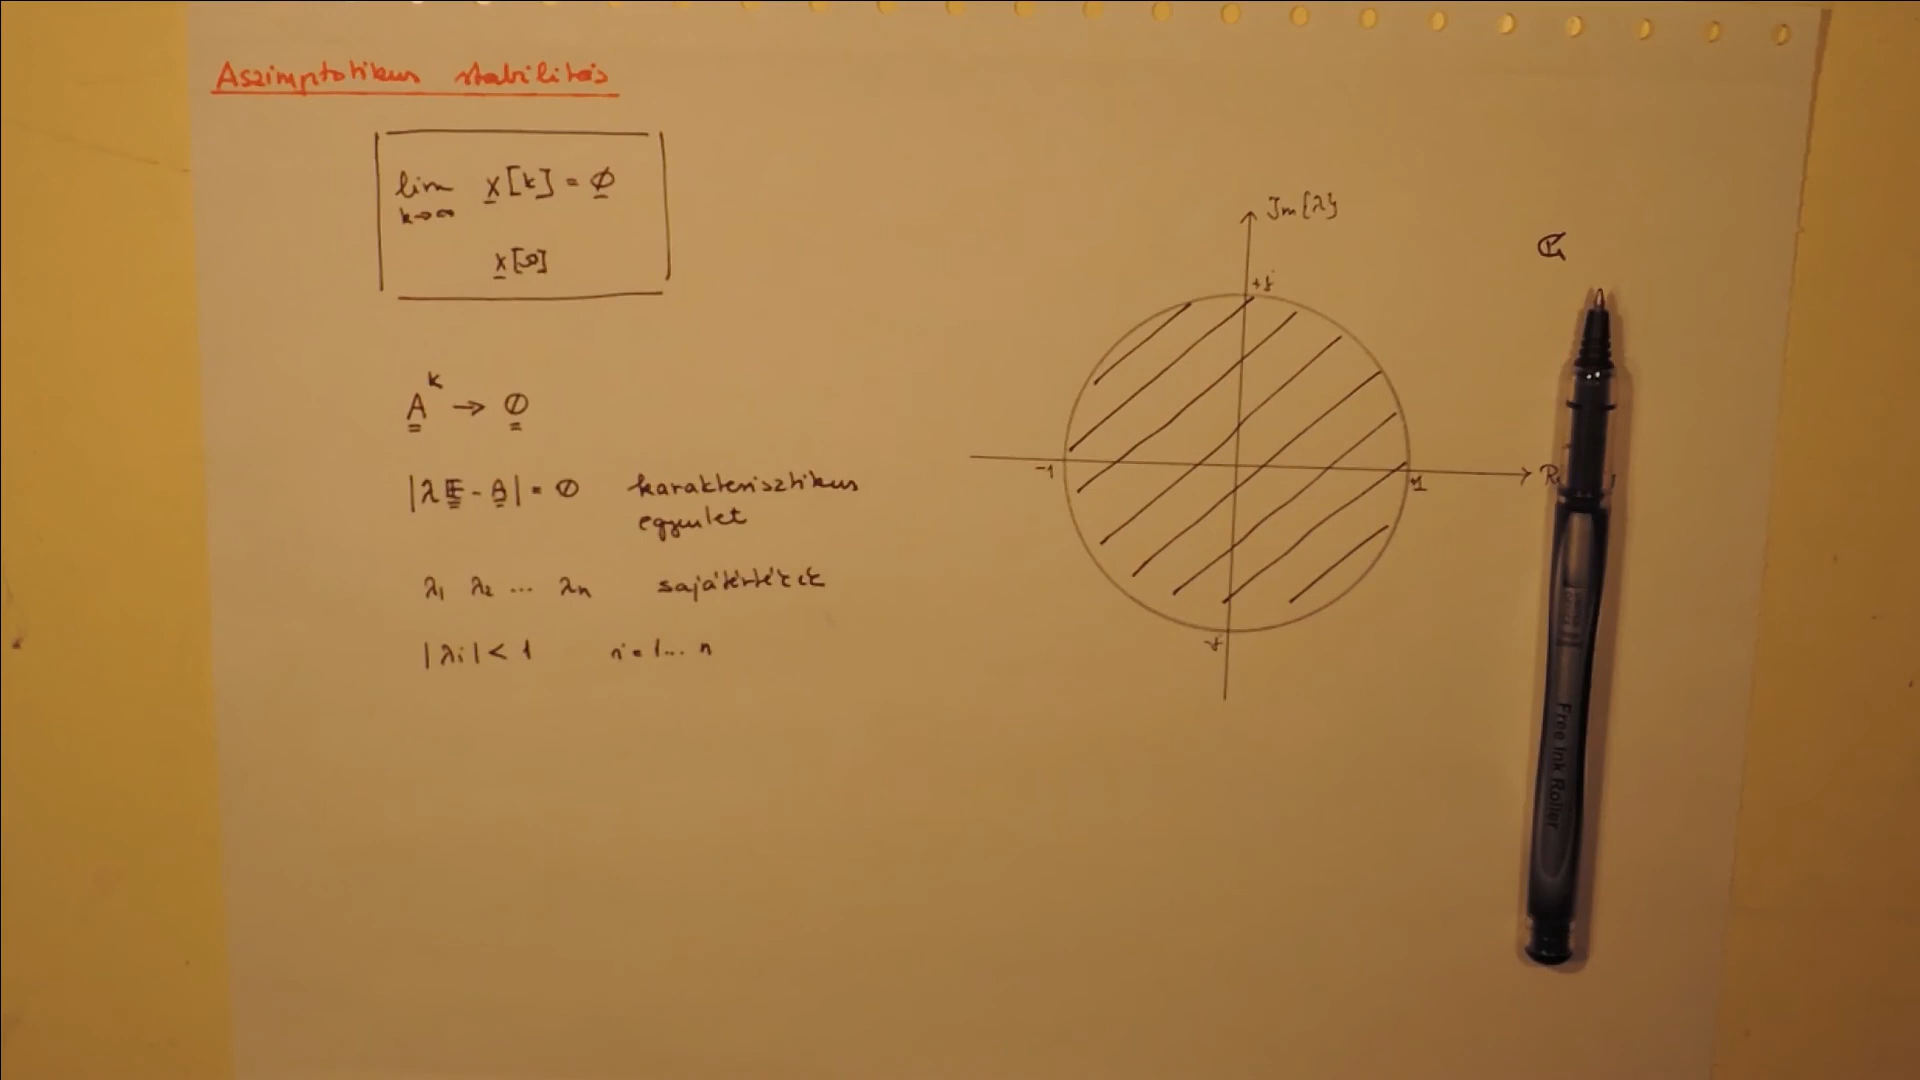 Aszimptotikus stabilitás
lim x[k] = 0
k→∞
x[0]
A^k → 0
|λE - A| = 0 karakterisztikus
egyenlet
λ1 λ2 ... λn sajátértékek
|λi| < 1 i = 1... n
Im{λ}
ℂ
+j
-1
+1
-j
Free Ink Roller